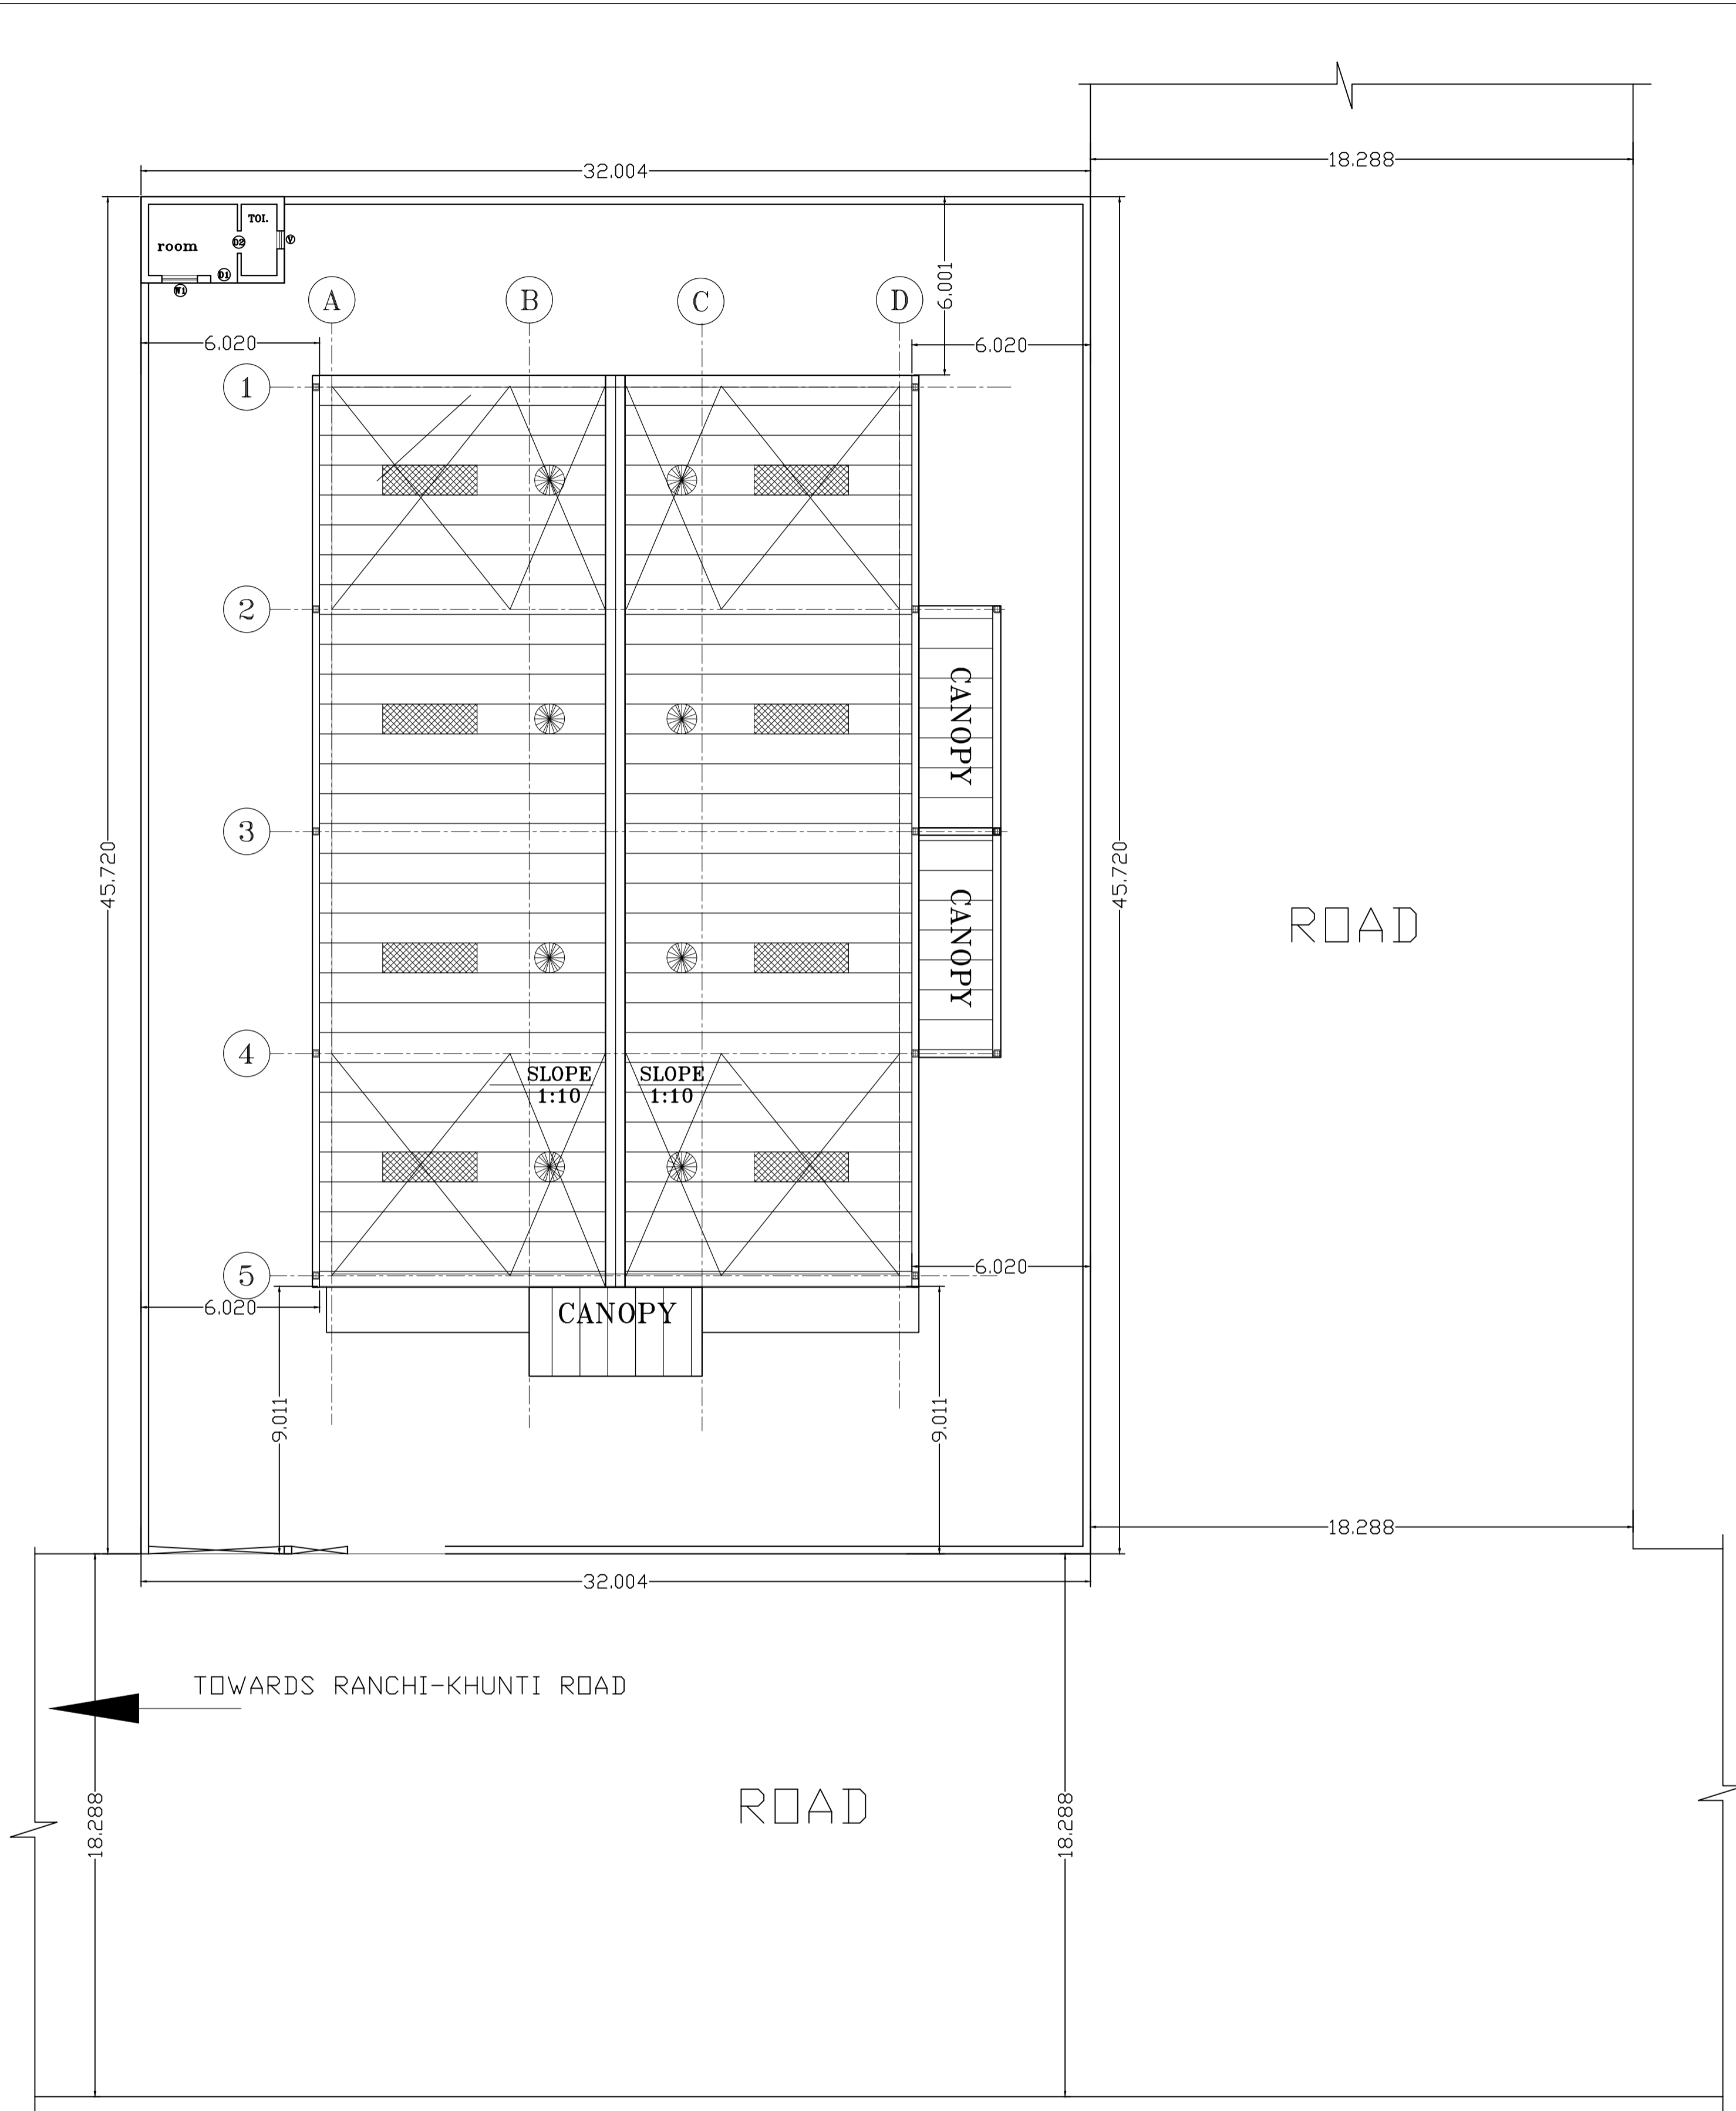 18.288
32.004
TOI.
room
D2
V
D1
W1
A
B
C
D
6.001
6.020
6.020
1
2
CANOPY
3
45.720
45.720
CANOPY
ROAD
4
SLOPE
1:10
SLOPE
1:10
5
6.020
6.020
CANOPY
9.011
9.011
18.288
32.004
TOWARDS RANCHI-KHUNTI ROAD
ROAD
18.288
18.288